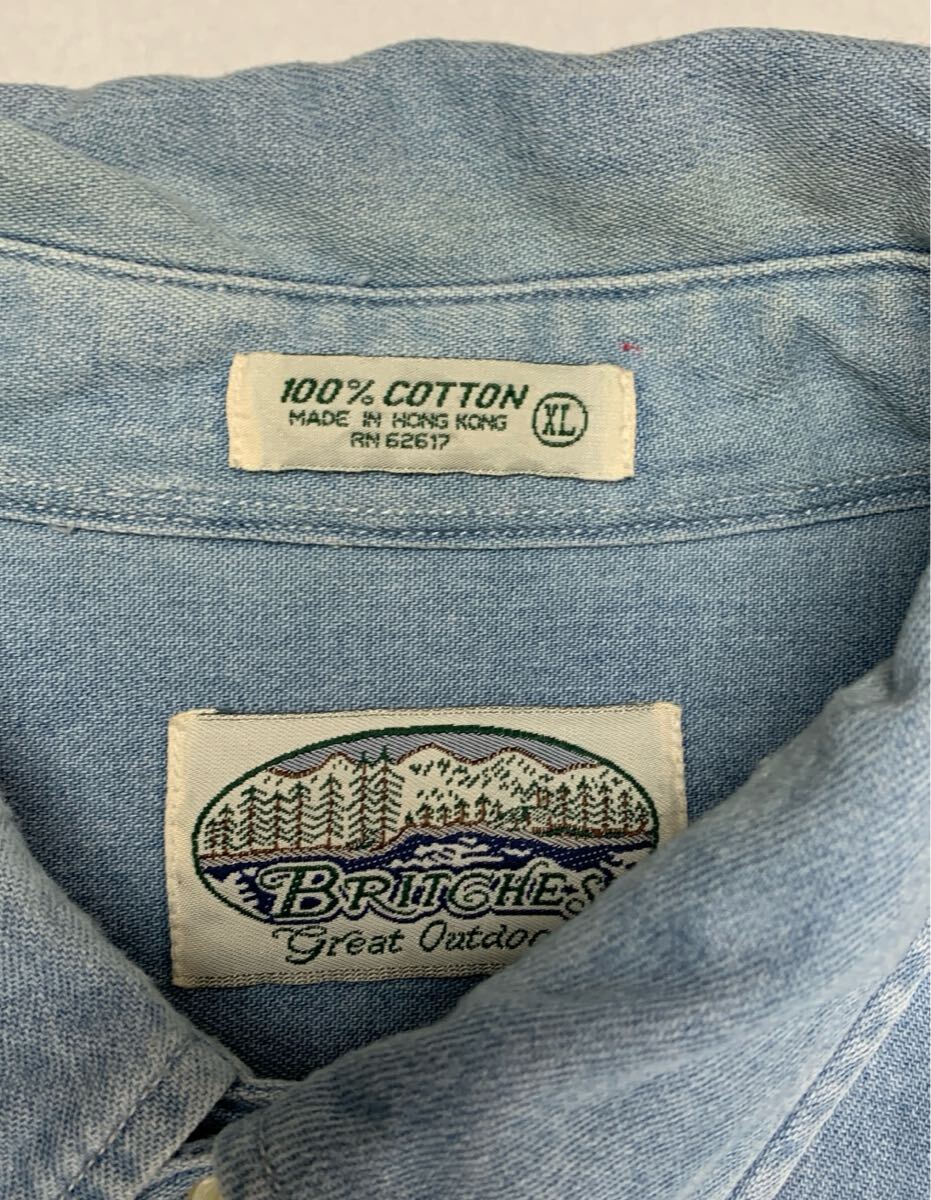 100% COTTON
MADE IN HONG KONG
RN 62617
XL
BRITCHES
Great